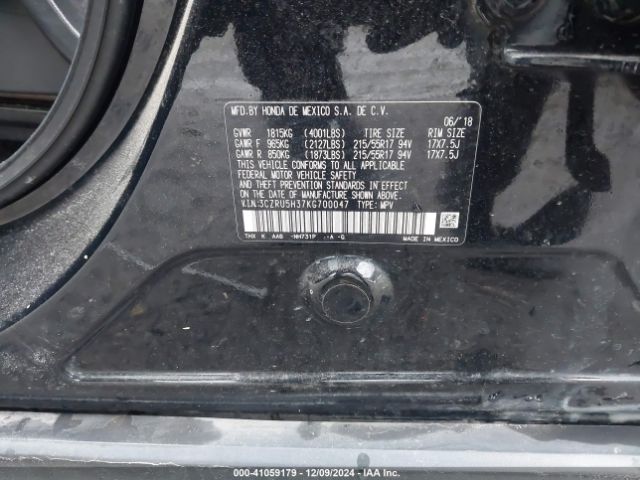 MFD.BY HONDA DE MEXICO S.A. DE C.V.
06/'18
GVWR 1815KG (4001LBS) TIRE SIZE RIM SIZE
GAWR F 965KG (2127LBS) 215/55R17 94V 17X7.5J
GAWR R 850KG (1873LBS) 215/55R17 94V 17X7.5J
THIS VEHICLE CONFORMS TO ALL APPLICABLE
FEDERAL MOTOR VEHICLE SAFETY
AND THEFT PREVENTION STANDARDS IN EFFECT
ON THE DATE OF MANUFACTURE SHOWN ABOVE.
VIN:3CZRU5H37KG700047 TYPE: MPV
THX K AA0 -NH731P -A -G
000-41059179 - 12/09/2024 - IAA Inc.